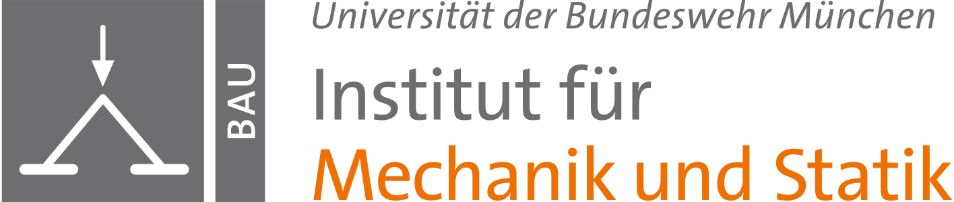 BAU
Universität der Bundeswehr München
Institut für
Mechanik und Statik